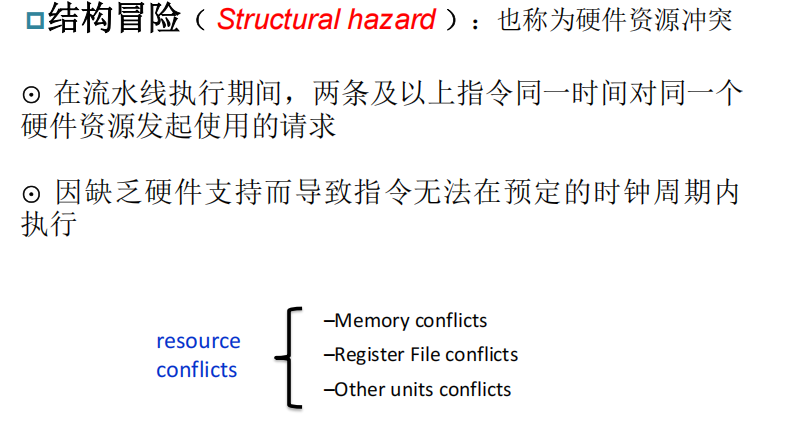 结构冒险（ Structural hazard ）：也称为硬件资源冲突
⊙ 在流水线执行期间，两条及以上指令同一时间对同一个
硬件资源发起使用的请求
⊙ 因缺乏硬件支持而导致指令无法在预定的时钟周期内
执行
resource
conflicts
–Memory conflicts
–Register File conflicts
–Other units conflicts